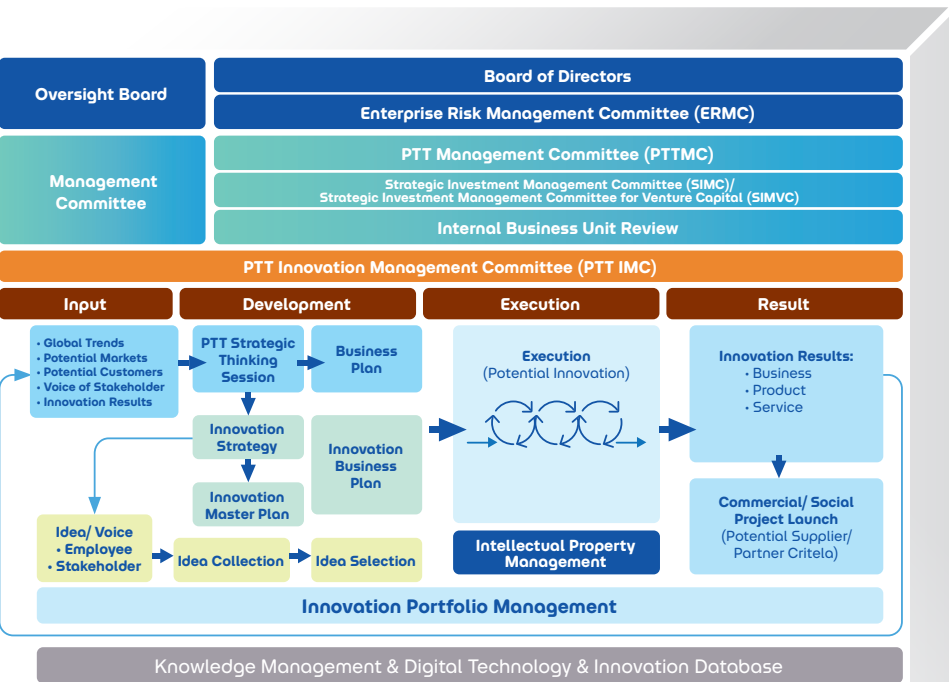 Oversight Board
Board of Directors
Enterprise Risk Management Committee (ERMC)
Management
Committee
PTT Management Committee (PTTMC)
Strategic Investment Management Committee (SIMC)/
Strategic Investment Management Committee for Venture Capital (SIMVC)
Internal Business Unit Review
PTT Innovation Management Committee (PTT IMC)
Input
Development
Execution
Result
• Global Trends
• Potential Markets
• Potential Customers
• Voice of Stakeholder
• Innovation Results
PTT Strategic
Thinking
Session
Business
Plan
Innovation
Strategy
Innovation
Master Plan
Innovation
Business
Plan
Idea/ Voice
• Employee
• Stakeholder
Idea Collection
Idea Selection
Execution
(Potential Innovation)
Intellectual Property
Management
Innovation Results:
• Business
• Product
• Service
Commercial/ Social
Project Launch
(Potential Supplier/
Partner Critela)
Innovation Portfolio Management
Knowledge Management & Digital Technology & Innovation Database